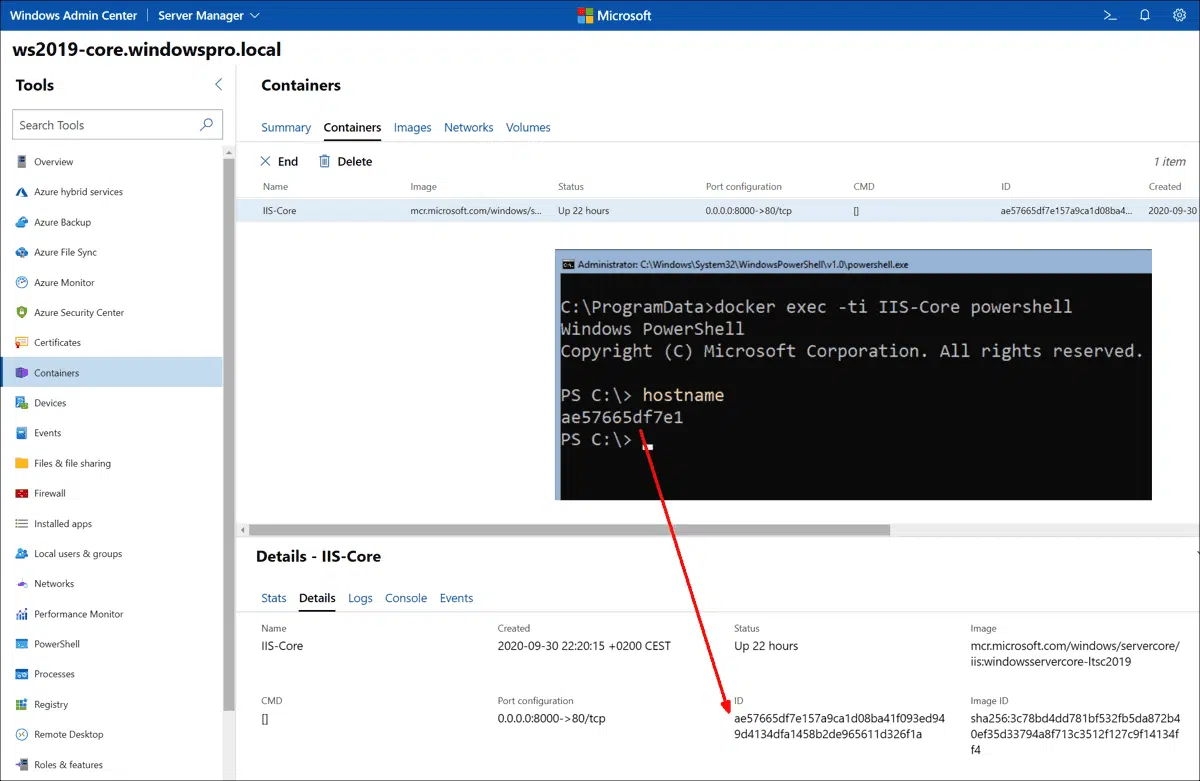 Windows Admin Center
Server Manager
Microsoft
ws2019-core.windowspro.local
Tools
Search Tools
Overview
Azure hybrid services
Azure Backup
Azure File Sync
Azure Monitor
Azure Security Center
Certificates
Containers
Devices
Events
Files & file sharing
Firewall
Installed apps
Local users & groups
Networks
Performance Monitor
PowerShell
Processes
Registry
Remote Desktop
Roles & features
Containers
Summary Containers Images Networks Volumes
End Delete 1 item
Name Image Status Port configuration CMD ID Created
IIS-Core mcr.microsoft.com/windows/s... Up 22 hours 0.0.0.0:8000->80/tcp [] ae57665df7e157a9ca1d08ba4... 2020-09-30
Administrator: C:\Windows\System32\WindowsPowerShell\v1.0\powershell.exe
C:\ProgramData>docker exec -ti IIS-Core powershell
Windows PowerShell
Copyright (C) Microsoft Corporation. All rights reserved.
PS C:\> hostname
ae57665df7e1
PS C:\>
Details - IIS-Core
Stats Details Logs Console Events
Name Created Status Image
IIS-Core 2020-09-30 22:20:15 +0200 CEST Up 22 hours mcr.microsoft.com/windows/servercore/
iis:windowsservercore-ltsc2019
CMD Port configuration ID Image ID
[] 0.0.0.0:8000->80/tcp ae57665df7e157a9ca1d08ba41f093ed94 sha256:3c78bd4dd781bf532fb5da872b4
9d4134dfa1458b2de965611d326f1a 0ef35d33794a8f713c3512f127c9f14134f
f4